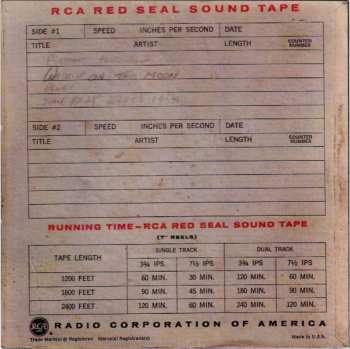 RCA RED SEAL SOUND TAPE
SIDE #1 SPEED INCHES PER SECOND DATE
TITLE ARTIST LENGTH COUNTER NUMBER
ON THE MOON
SIDE #2 SPEED INCHES PER SECOND DATE
TITLE ARTIST LENGTH COUNTER NUMBER
RUNNING TIME—RCA RED SEAL SOUND TAPE
(7" REELS)
TAPE LENGTH SINGLE TRACK DUAL TRACK
3¾ IPS. 7½ IPS 3¾ IPS. 7½ IPS
1200 FEET 60 MIN. 30 MIN. 120 MIN. 60 MIN.
1800 FEET 90 MIN. 45 MIN. 180 MIN. 90 MIN.
2400 FEET 120 MIN. 60 MIN. 240 MIN. 120 MIN.
RCA RADIO CORPORATION OF AMERICA
Trade Mark(s) ® Registered Marca(s) Registrada(s) Made in U.S.A.